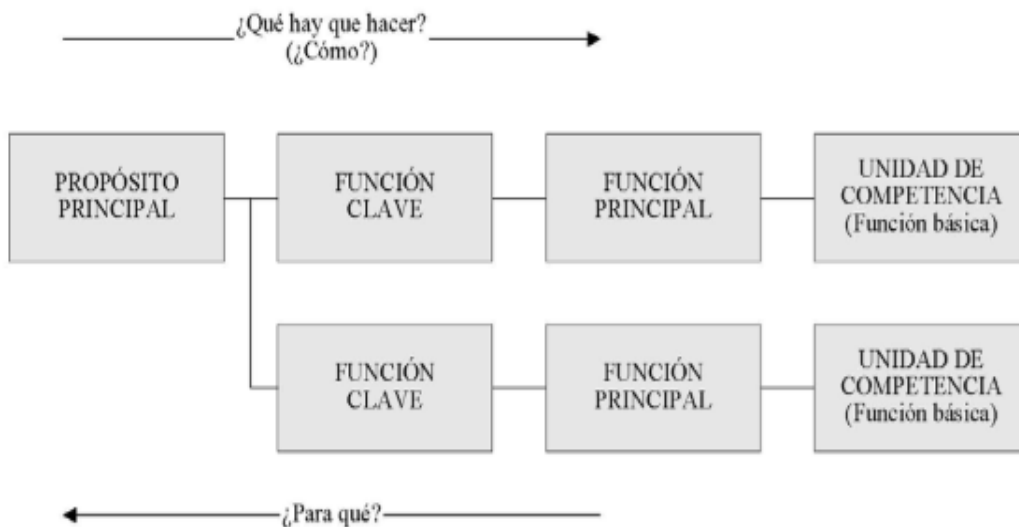 ¿Qué hay que hacer?
(¿Cómo?)
PROPÓSITO
PRINCIPAL
FUNCIÓN
CLAVE
FUNCIÓN
PRINCIPAL
UNIDAD DE
COMPETENCIA
(Función básica)
FUNCIÓN
CLAVE
FUNCIÓN
PRINCIPAL
UNIDAD DE
COMPETENCIA
(Función básica)
¿Para qué?